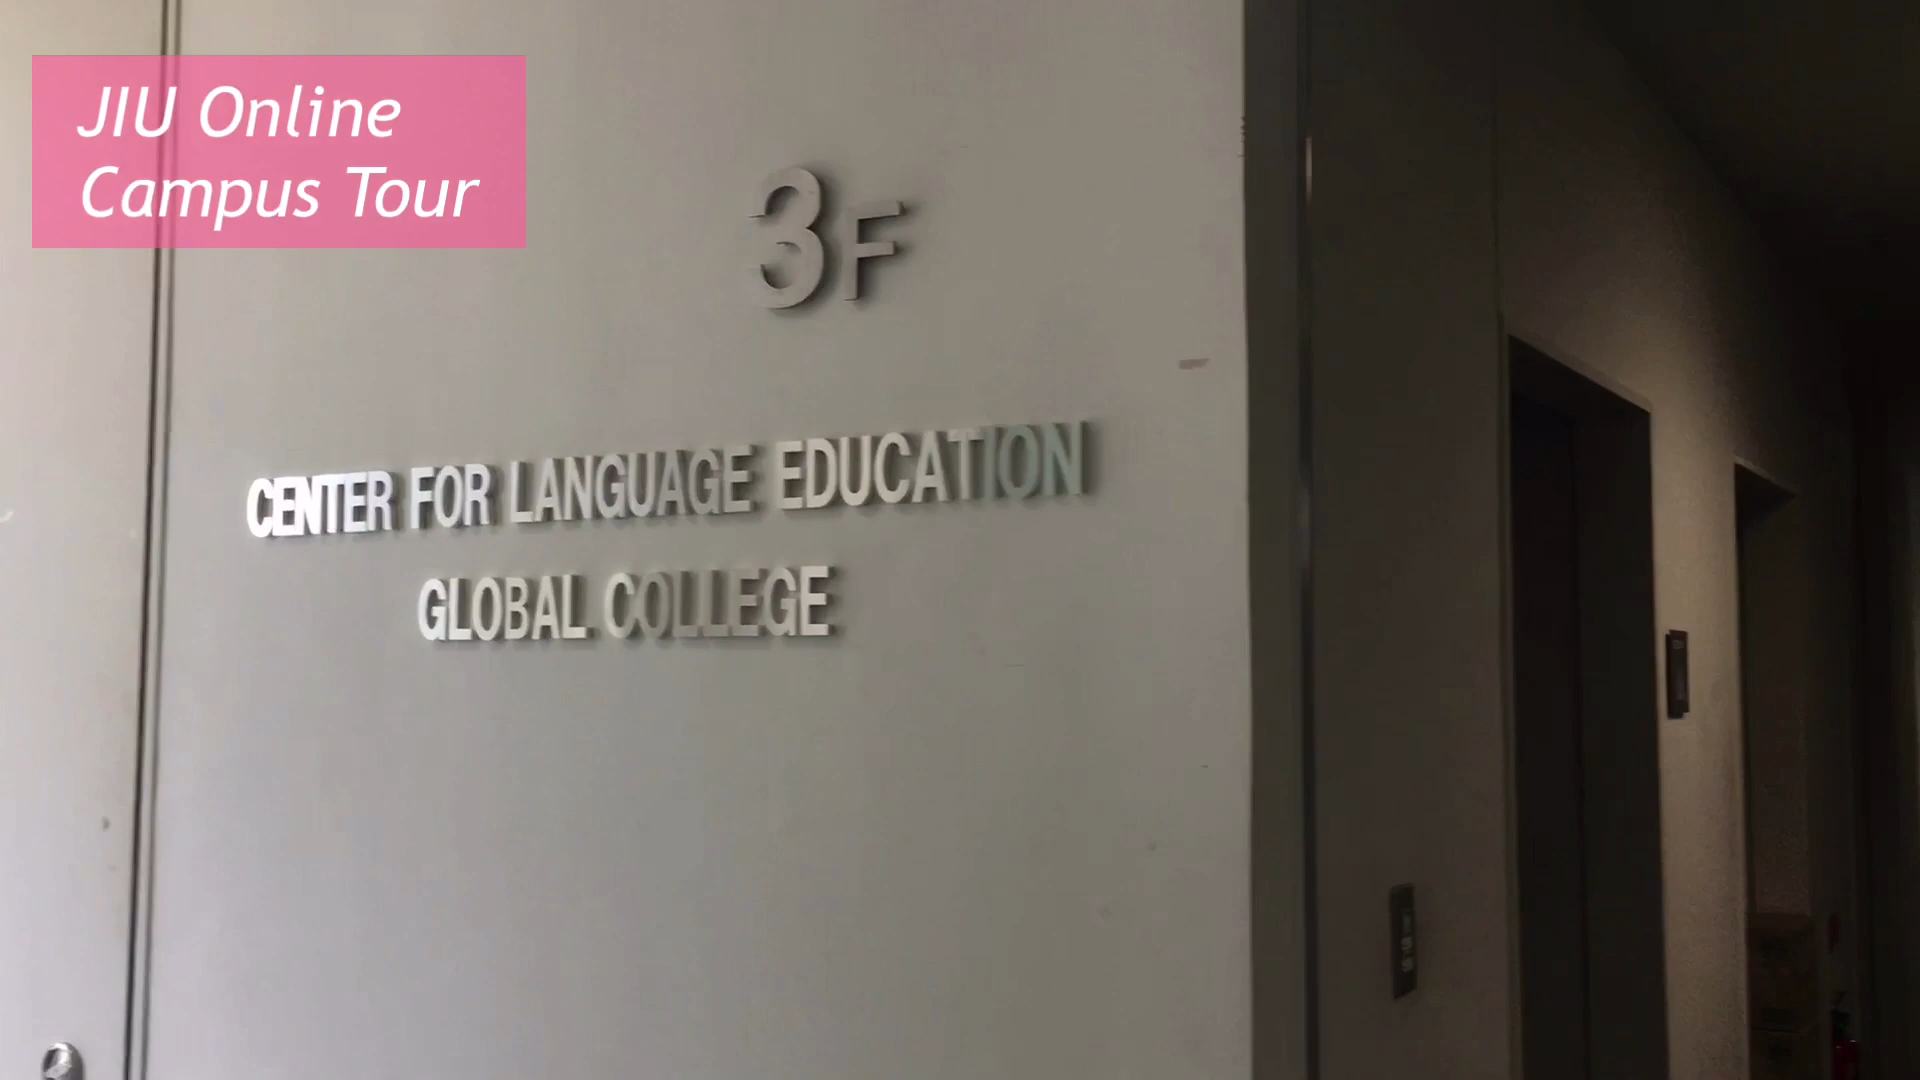 JIU Online
Campus Tour
3F
CENTER FOR LANGUAGE EDUCATION
GLOBAL COLLEGE